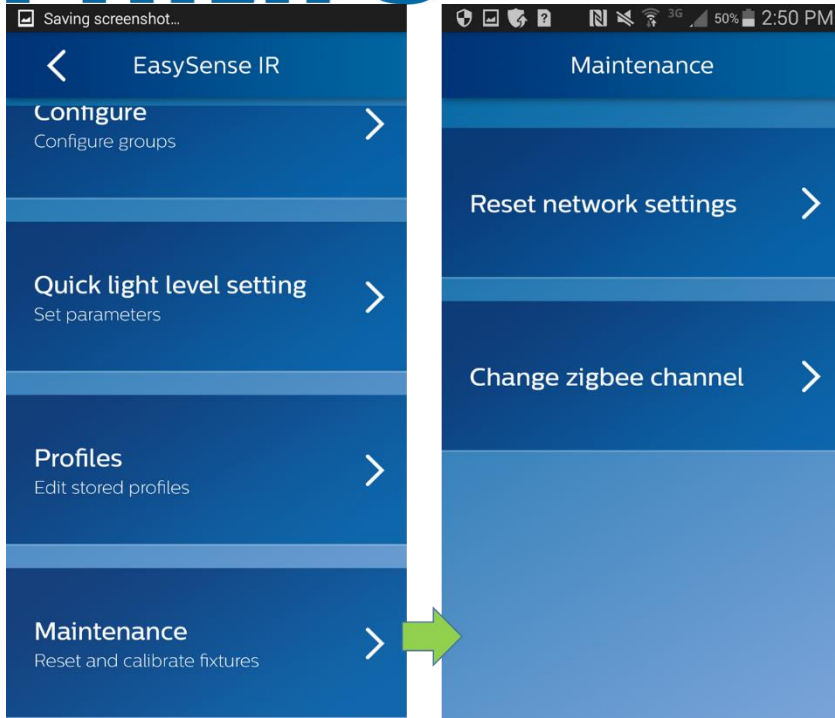 Saving screenshot...
EasySense IR
Configure
Configure groups
Quick light level setting
Set parameters
Profiles
Edit stored profiles
Maintenance
Reset and calibrate fixtures
3G 50% 2:50 PM
Maintenance
Reset network settings
Change zigbee channel